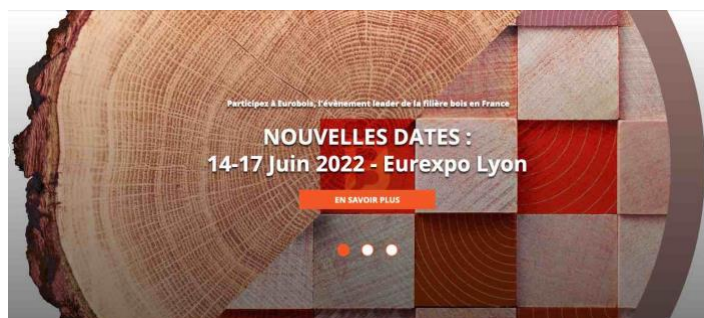 Participez à Eurobois, l'évènement leader de la filière bois en France
NOUVELLES DATES :
14-17 Juin 2022 - Eurexpo Lyon
EN SAVOIR PLUS